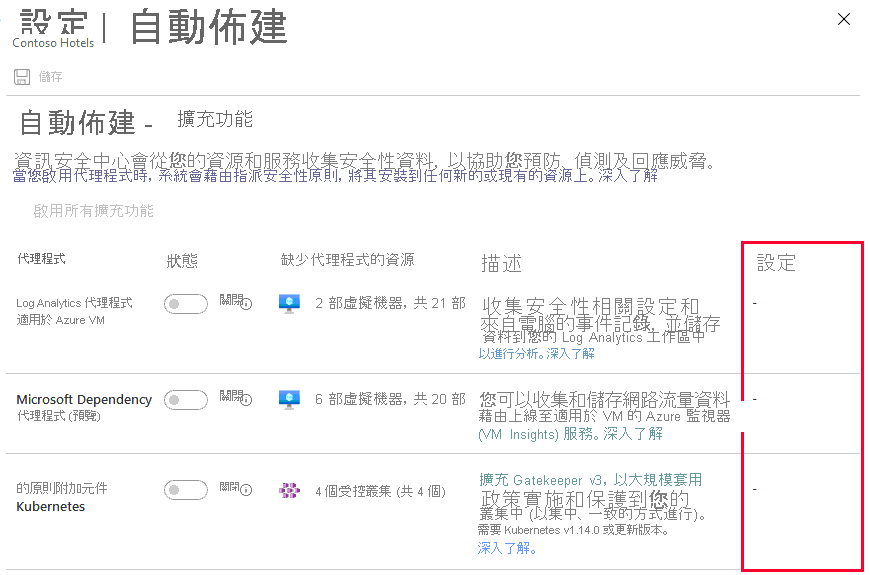 設定 | 自動佈建
Contoso Hotels
儲存
自動佈建 - 擴充功能
資訊安全中心會從您的資源和服務收集安全性資料, 以協助您預防、偵測及回應威脅。
當您啟用代理程式時, 系統會藉由指派安全性原則, 將其安裝到任何新的或現有的資源上。深入了解
啟用所有擴充功能
代理程式 狀態 缺少代理程式的資源 描述 設定
Log Analytics 代理程式
適用於 Azure VM
關閉
2 部虛擬機器, 共 21 部
收集安全性相關設定和
來自電腦的事件記錄, 並儲存
資料到您的 Log Analytics 工作區中
以進行分析。深入了解
-
Microsoft Dependency
代理程式 (預覽)
關閉
6 部虛擬機器, 共 20 部
您可以收集和儲存網路流量資料
藉由上線至適用於 VM 的 Azure 監視器
(VM Insights) 服務。深入了解
-
的原則附加元件
Kubernetes
關閉
4 個受控叢集 (共 4 個)
擴充 Gatekeeper v3, 以大規模套用
政策實施和保護到您的
叢集中 (以集中、一致的方式進行)。
需要 Kubernetes v1.14.0 或更新版本。
深入了解。
-